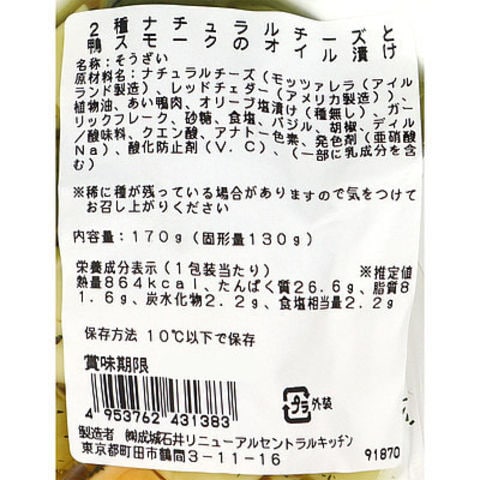 2種ナチュラルチーズと
鴨スモークのオイル漬け
名称：そうざい
原材料名：ナチュラルチーズ（モッツァレラ（アイル
ランド製造）、レッドチェダー（アメリカ製造））、
植物油、あい鴨肉、オリーブ塩漬け（種無し）、ガー
リックフレーク、砂糖、食塩、バジル、胡椒、ディル
／酸味料、クエン酸、アナトー色素、発色剤（亜硝酸
Ｎａ）、酸化防止剤（Ｖ．Ｃ）、（一部に乳成分を含
む）
※稀に種が残っている場合がありますので気をつけて
お召し上がりください
内容量：１７０ｇ（固形量１３０ｇ）
栄養成分表示（１包装当たり） ※推定値
熱量８６４ｋｃａｌ、たんぱく質２６．６ｇ、脂質８
１．６ｇ、炭水化物２．２ｇ、食塩相当量２．２ｇ
保存方法 １０℃以下で保存
賞味期限
4 953762 431383
プラ 外装
製造者 ㈱成城石井リニューアルセントラルキッチン
東京都町田市鶴間３－１１－１６
91870